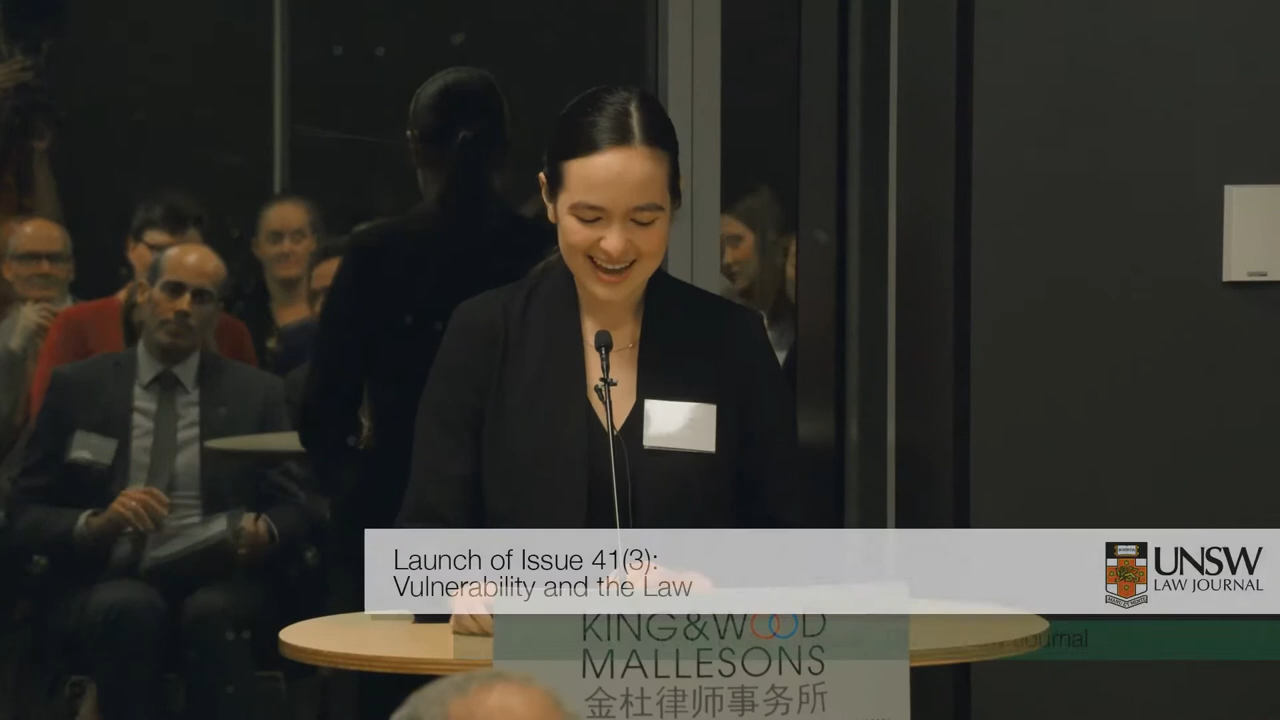 Launch of Issue 41(3):
Vulnerability and the Law
UNSW
LAW JOURNAL
Journal
KING&WOOD
MALLESONS
金杜律师事务所